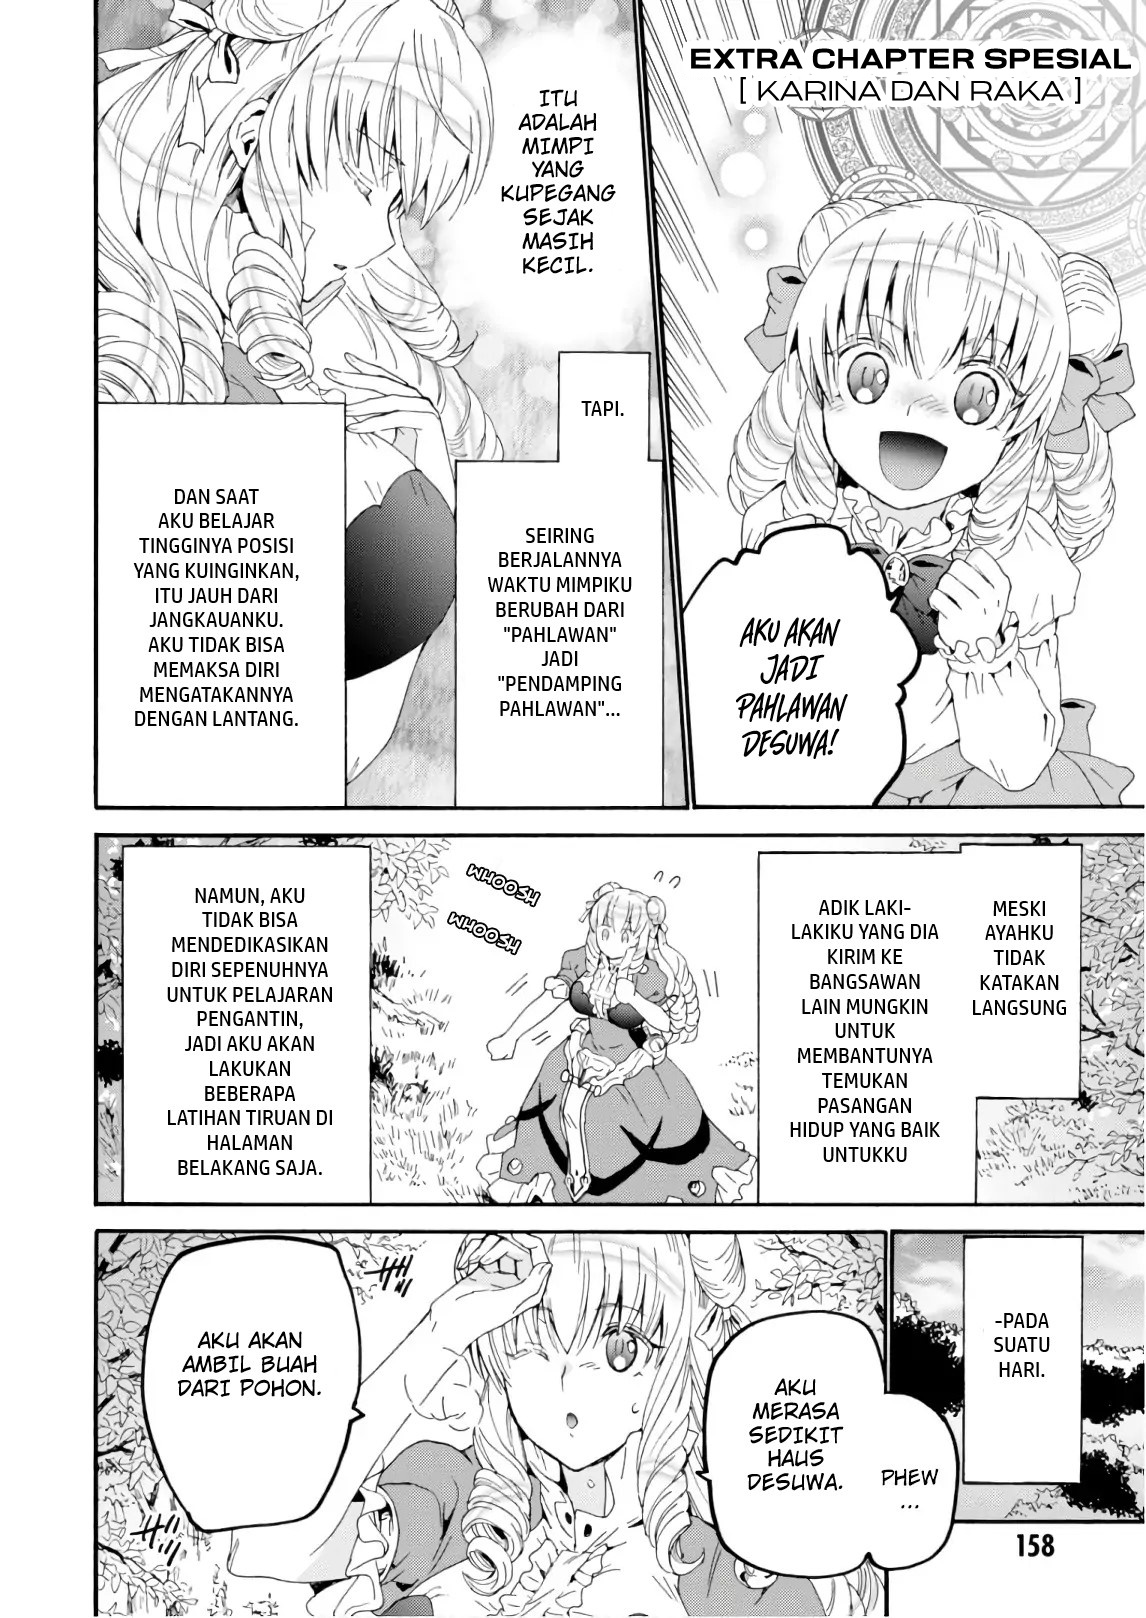 EXTRA CHAPTER SPESIAL
[ KARINA DAN RAKA ]
AKU AKAN
JADI
PAHLAWAN
DESUWA!
ITU
ADALAH
MIMPI
YANG
KUPEGANG
SEJAK
MASIH
KECIL.
TAPI.
SEIRING
BERJALANNYA
WAKTU MIMPIKU
BERUBAH DARI
"PAHLAWAN"
JADI
"PENDAMPING
PAHLAWAN"...
DAN SAAT
AKU BELAJAR
TINGGINYA POSISI
YANG KUINGINKAN,
ITU JAUH DARI
JANGKAUANKU.
AKU TIDAK BISA
MEMAKSA DIRI
MENGATAKANNYA
DENGAN LANTANG.
MESKI
AYAHKU
TIDAK
KATAKAN
LANGSUNG
ADIK LAKI-
LAKIKU YANG DIA
KIRIM KE
BANGSAWAN
LAIN MUNGKIN
UNTUK
MEMBANTUNYA
TEMUKAN
PASANGAN
HIDUP YANG BAIK
UNTUKKU
WHOOSH
WHOOSH
NAMUN, AKU
TIDAK BISA
MENDEDIKASIKAN
DIRI SEPENUHNYA
UNTUK PELAJARAN
PENGANTIN,
JADI AKU AKAN
LAKUKAN
BEBERAPA
LATIHAN TIRUAN DI
HALAMAN
BELAKANG SAJA.
-PADA
SUATU
HARI.
PHEW
...
AKU
MERASA
SEDIKIT
HAUS
DESUWA.
AKU AKAN
AMBIL BUAH
DARI POHON.
158